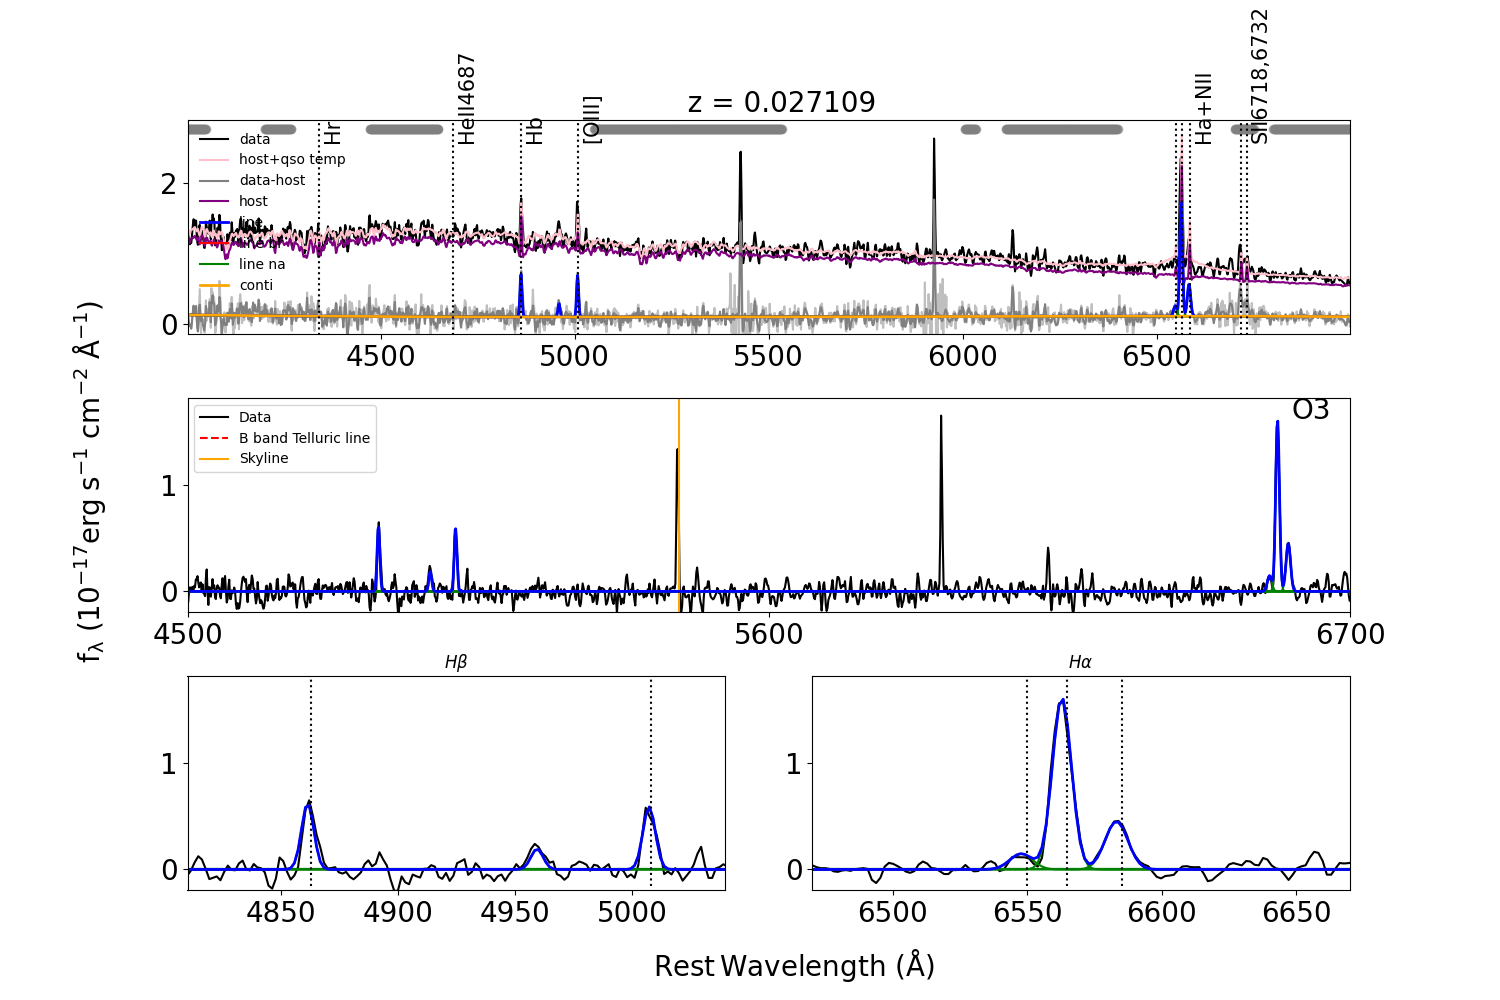 z = 0.027109
Hr
HeII4687
Hb
[OIII]
Ha+NII
SII6718,6732
data
host+qso temp
data-host
host
line
line na
conti
2
0
4500 5000 5500 6000 6500
Data
B band Telluric line
Skyline
O3
1
0
4500 5600 6700
fλ (10−17erg s−1 cm−2 Å−1)
Hβ
1
0
4850 4900 4950 5000
Hα
1
0
6500 6550 6600 6650
Rest Wavelength (Å)